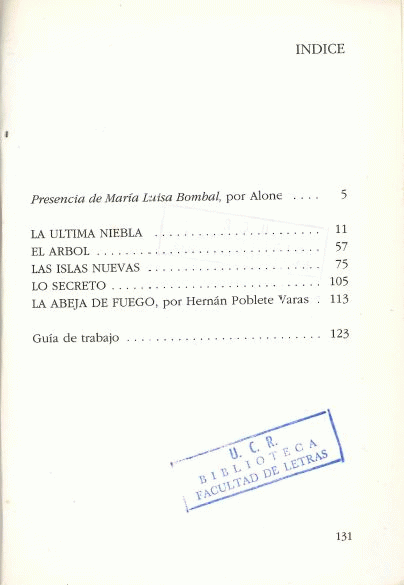 INDICE
Presencia de María Luisa Bombal, por Alone .... 5
LA ULTIMA NIEBLA ....................... 11
EL ARBOL ............................... 57
LAS ISLAS NUEVAS ........................ 75
LO SECRETO ............................ 105
LA ABEJA DE FUEGO, por Hernán Poblete Varas . 113
Guía de trabajo ........................... 123
U. C. R.
BIBLIOTECA
FACULTAD DE LETRAS
131